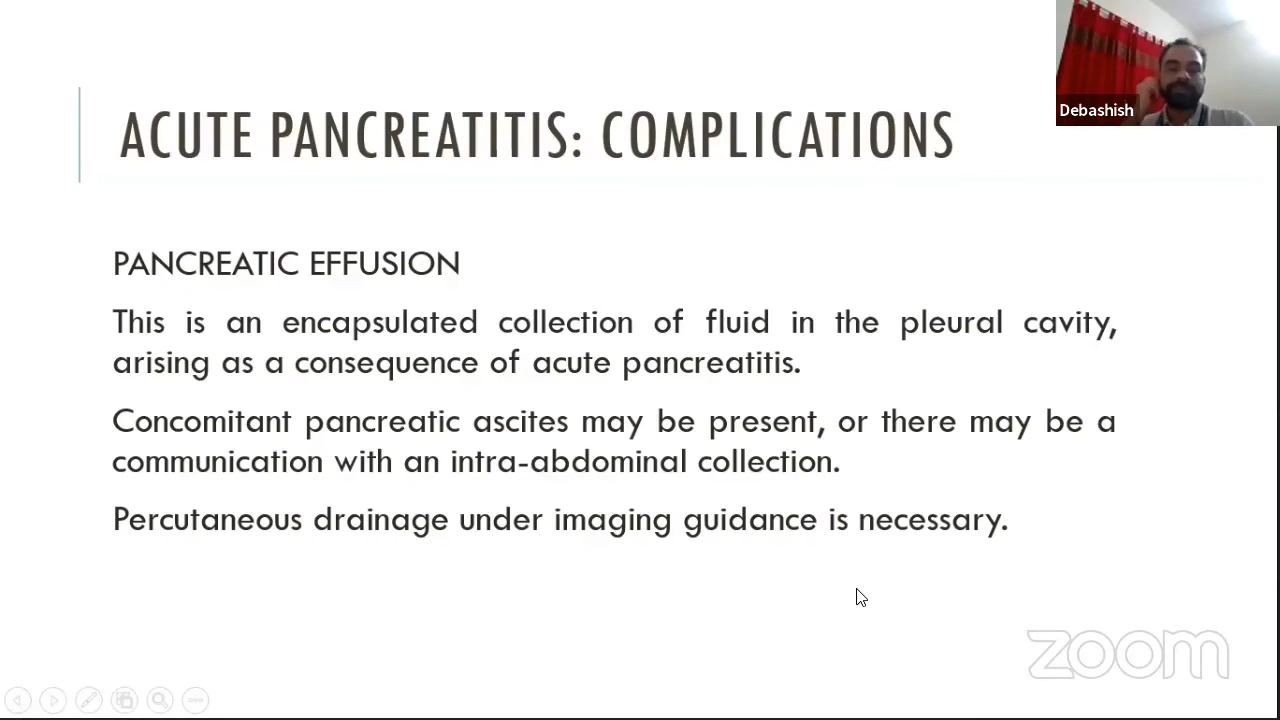 Debashish
ACUTE PANCREATITIS: COMPLICATIONS
PANCREATIC EFFUSION
This is an encapsulated collection of fluid in the pleural cavity,
arising as a consequence of acute pancreatitis.
Concomitant pancreatic ascites may be present, or there may be a
communication with an intra-abdominal collection.
Percutaneous drainage under imaging guidance is necessary.
zoom